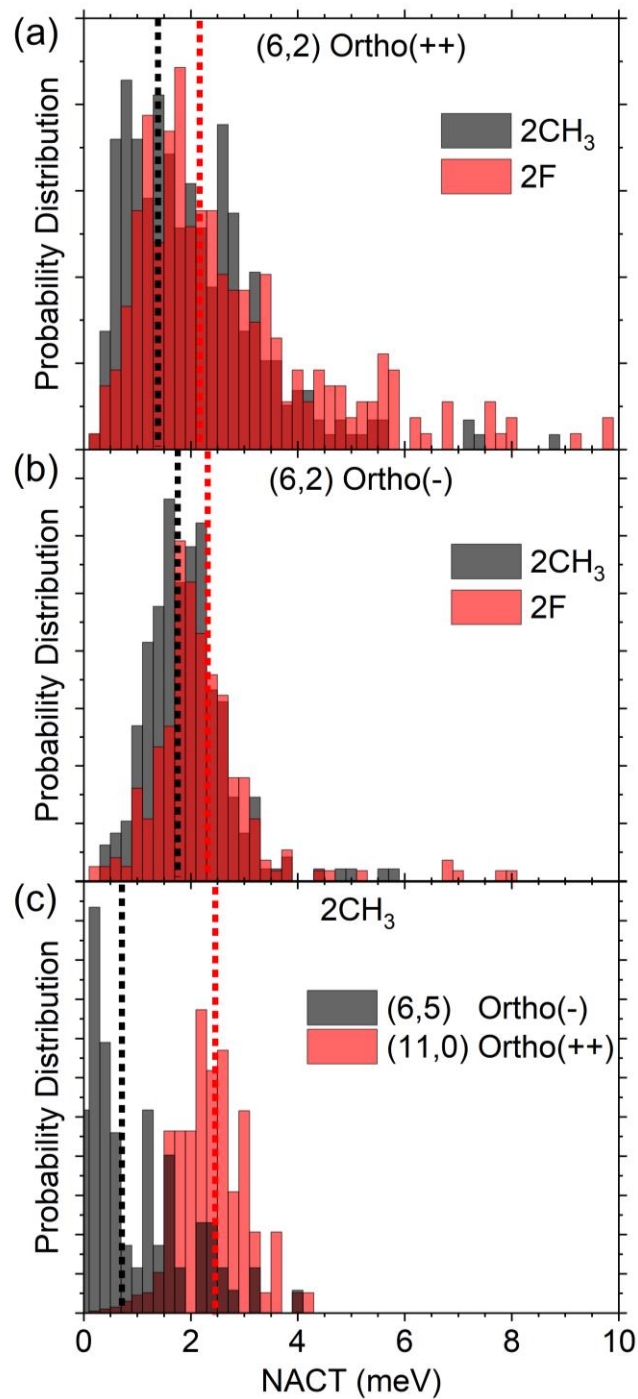 (a)
(6,2) Ortho(++)
2CH₃
2F
Probability Distribution
(b)
(6,2) Ortho(-)
2CH₃
2F
Probability Distribution
(c)
2CH₃
(6,5) Ortho(-)
(11,0) Ortho(++)
Probability Distribution
0 2 4 6 8 10
NACT (meV)